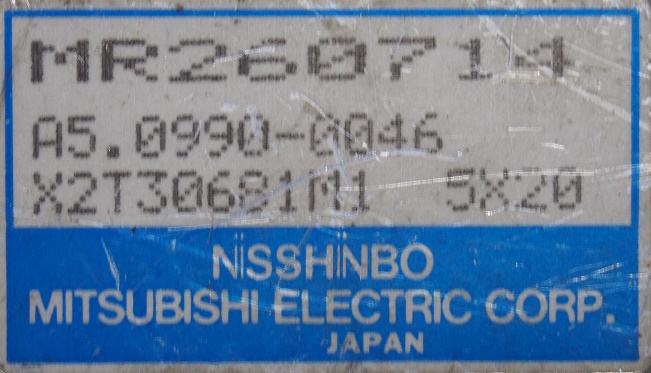 MR260714
A5.0990-0046
X2T30681M1 5X20
NiSSHiNBO
MITSUBISHI ELECTRIC CORP.
JAPAN